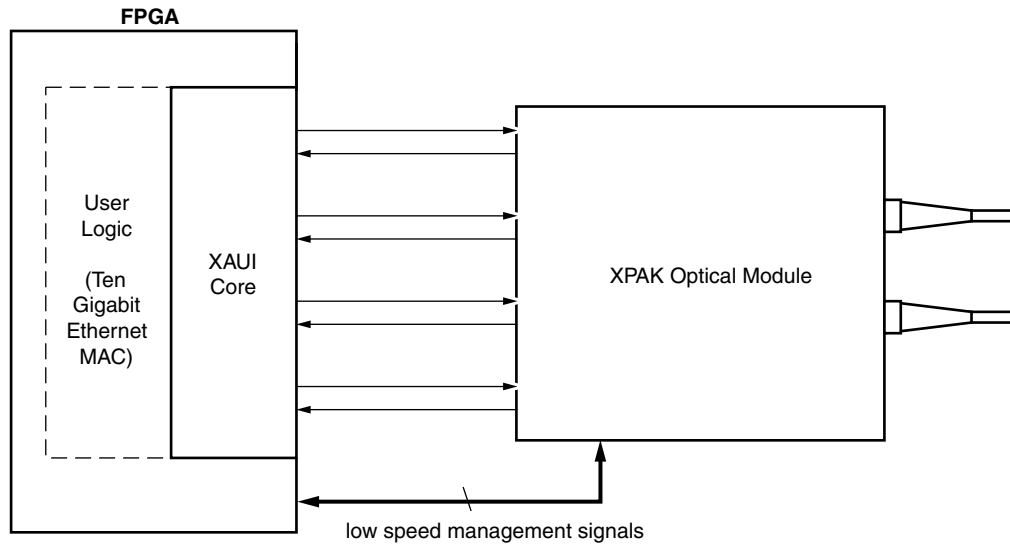 FPGA
User
Logic
(Ten
Gigabit
Ethernet
MAC)
XAUI
Core
XPAK Optical Module
low speed management signals